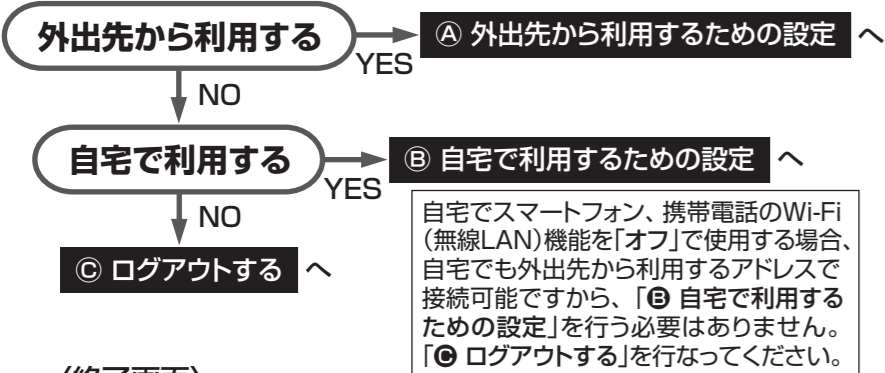 外出先から利用する
YES
Ⓐ 外出先から利用するための設定 へ
NO
自宅で利用する
YES
Ⓑ 自宅で利用するための設定 へ
NO
Ⓒ ログアウトする へ
自宅でスマートフォン、携帯電話のWi-Fi
(無線LAN)機能を「オフ」で使用する場合、
自宅でも外出先から利用するアドレスで
接続可能ですから、「🅑 自宅で利用する
ための設定」を行う必要はありません。
「🅒 ログアウトする」を行なってください。